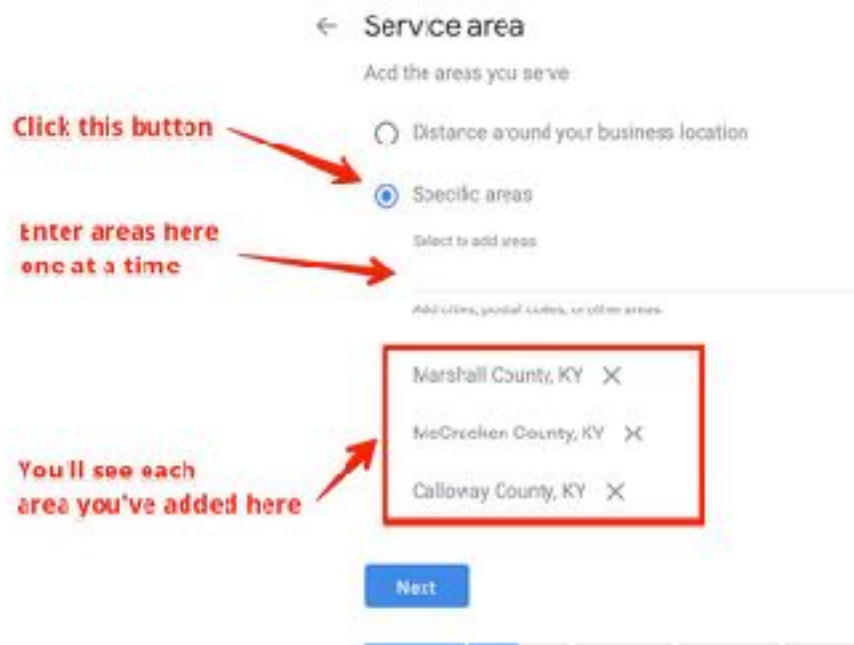 Service area
Add the areas you serve
Click this button
Distance around your business location
Specific areas
Enter areas here
one at a time
Select to add areas
Add cities, postal codes, or other areas
Marshall County, KY
McCracken County, KY
Calloway County, KY
You'll see each
area you've added here
Next